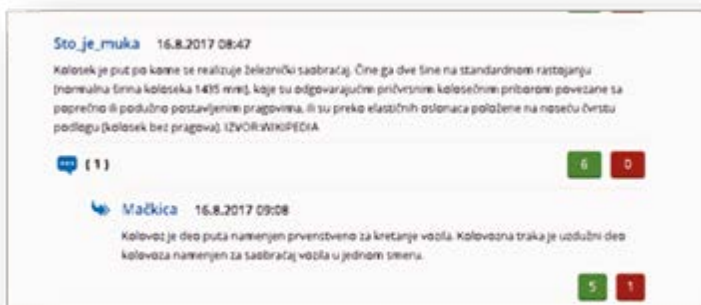 Sto_je_muka 16.8.2017 08:47
Kolosek je put po kome se realizuje železnički saobraćaj. Čine ga dve šine na standardnom rastojanju
(normalna širina koloseka 1435 mm), koje su odgovarajućim pričvrsnim kolosečnim priborom povezane sa
poprečno ili podužno postavljenim pragovima, ili su preko elastičnih oslonaca položene na noseću čvrstu
podlogu (kolosek bez pragova). IZVOR:WIKIPEDIA
(1) 6 0
Mačkica 16.8.2017 09:08
Kolovoz je deo puta namenjen prvenstveno za kretanje vozila. Kolovozna traka je uzdužni deo
kolovoza namenjen za saobraćaj vozila u jednom smeru.
5 1